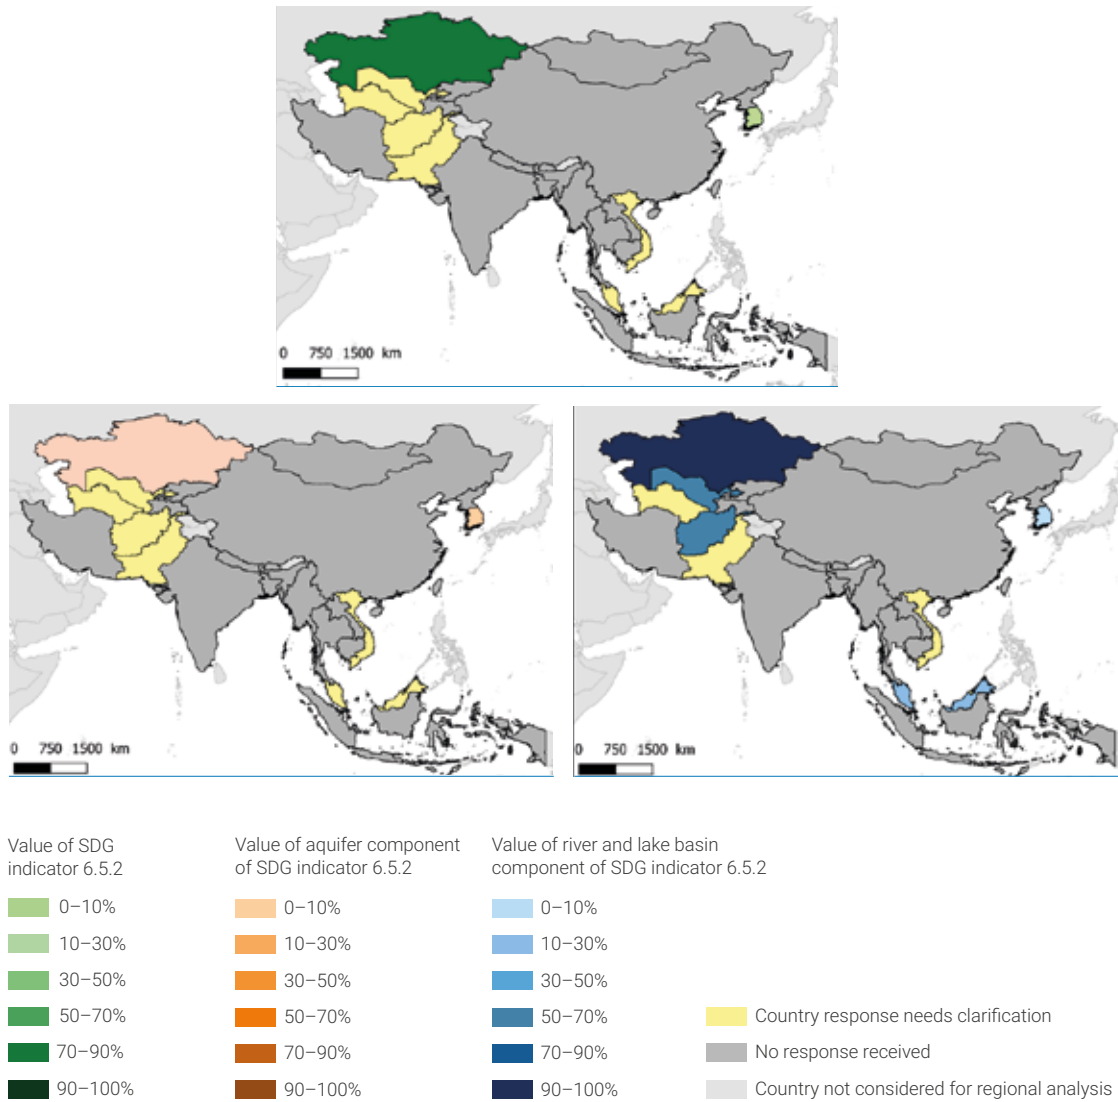 0 750 1500 km
0 750 1500 km
0 750 1500 km
Value of SDG
indicator 6.5.2
0–10%
10–30%
30–50%
50–70%
70–90%
90–100%
Value of aquifer component
of SDG indicator 6.5.2
0–10%
10–30%
30–50%
50–70%
70–90%
90–100%
Value of river and lake basin
component of SDG indicator 6.5.2
0–10%
10–30%
30–50%
50–70%
70–90%
90–100%
Country response needs clarification
No response received
Country not considered for regional analysis